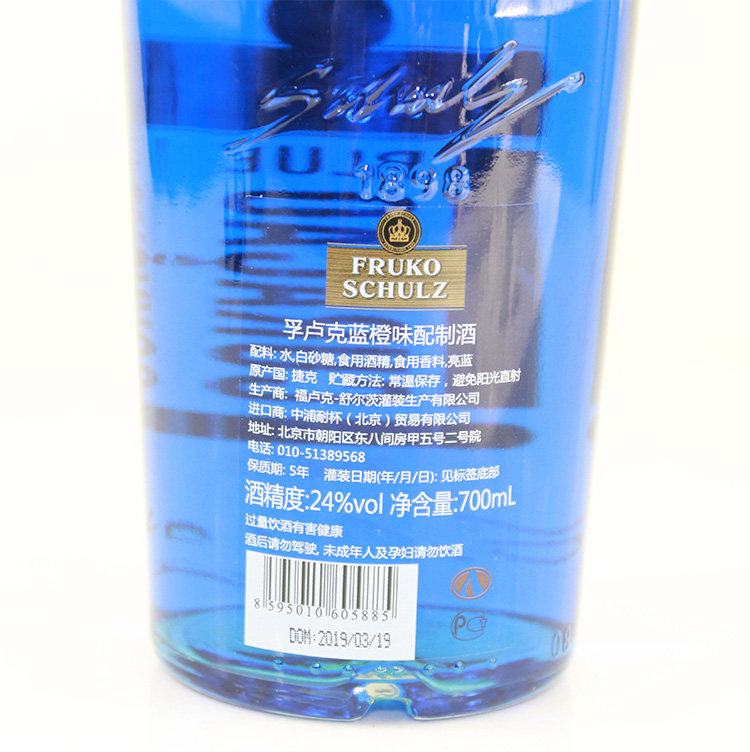 Schulz
1898
FRUKO
SCHULZ
孚卢克蓝橙味配制酒
配料: 水,白砂糖,食用酒精,食用香料,亮蓝
原产国: 捷克 贮藏方法: 常温保存，避免阳光直射
生产商: 福卢克-舒尔茨灌装生产有限公司
进口商: 中浦耐杯（北京）贸易有限公司
地址: 北京市朝阳区东八间房甲五号二号院
电话: 010-51389568
保质期: 5年 灌装日期(年/月/日): 见标签底部
酒精度:24%vol 净含量:700mL
过量饮酒有害健康
酒后请勿驾驶, 未成年人及孕妇请勿饮酒
8 595010 605885
DOM:2019/03/19